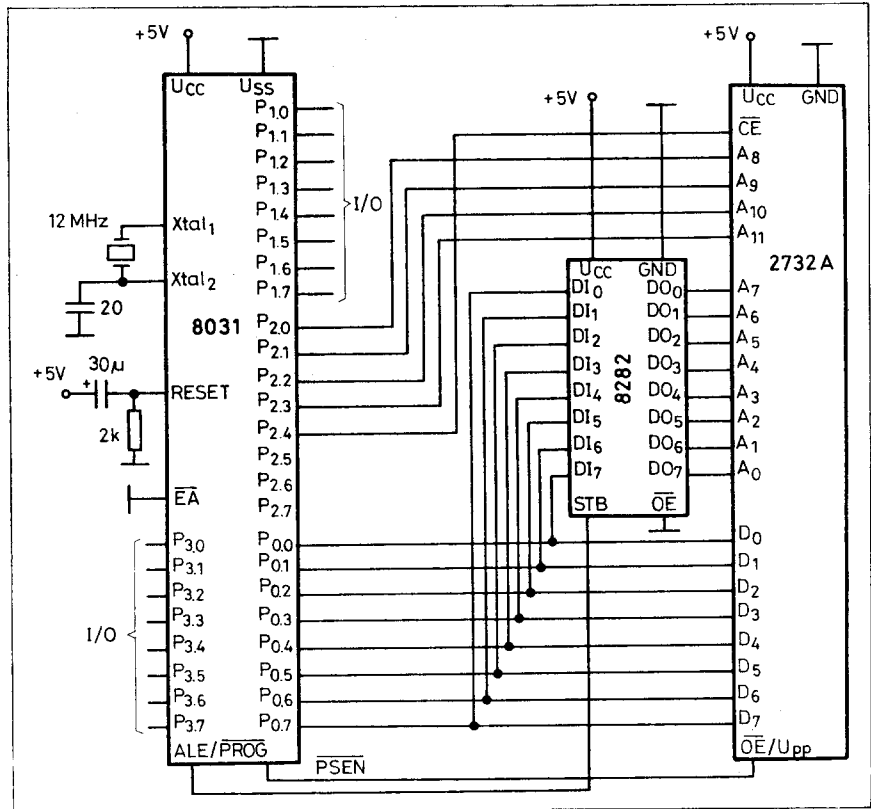 +5V
UCC
USS
P1.0
P1.1
P1.2
P1.3
P1.4
P1.5
P1.6
P1.7
I/O
12 MHz
Xtal1
Xtal2
20
8031
P2.0
P2.1
P2.2
P2.3
P2.4
P2.5
P2.6
P2.7
+5V
30µ
+
RESET
2k
EA
P3.0
P3.1
P3.2
P3.3
P3.4
P3.5
P3.6
P3.7
I/O
P0.0
P0.1
P0.2
P0.3
P0.4
P0.5
P0.6
P0.7
ALE/PROG
PSEN
+5V
UCC
GND
DI0
DI1
DI2
DI3
DI4
DI5
DI6
DI7
8282
DO0
DO1
DO2
DO3
DO4
DO5
DO6
DO7
STB
OE
+5V
UCC
GND
CE
A8
A9
A10
A11
2732A
A7
A6
A5
A4
A3
A2
A1
A0
D0
D1
D2
D3
D4
D5
D6
D7
OE/UPP